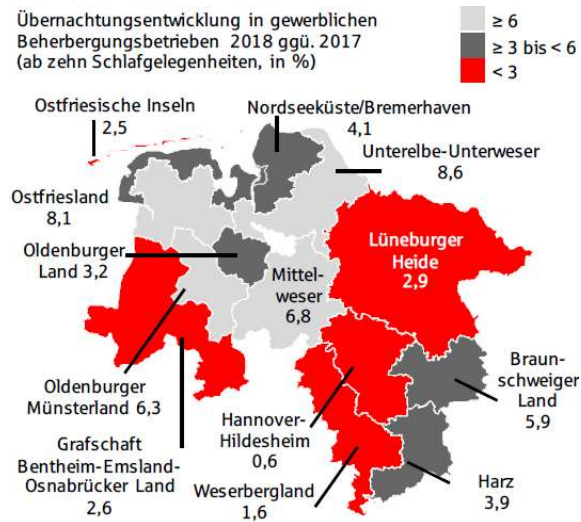 Übernachtungsentwicklung in gewerblichen
Beherbergungsbetrieben 2018 ggü. 2017
(ab zehn Schlafgelegenheiten, in %)
≥ 6
≥ 3 bis < 6
< 3
Ostfriesische Inseln
2,5
Nordseeküste/Bremerhaven
4,1
Unterelbe-Unterweser
8,6
Ostfriesland
8,1
Oldenburger
Land 3,2
Mittel-
weser
6,8
Lüneburger
Heide
2,9
Oldenburger
Münsterland 6,3
Grafschaft
Bentheim-Emsland-
Osnabrücker Land
2,6
Hannover-
Hildesheim
0,6
Weserbergland
1,6
Braun-
schweiger
Land
5,9
Harz
3,9